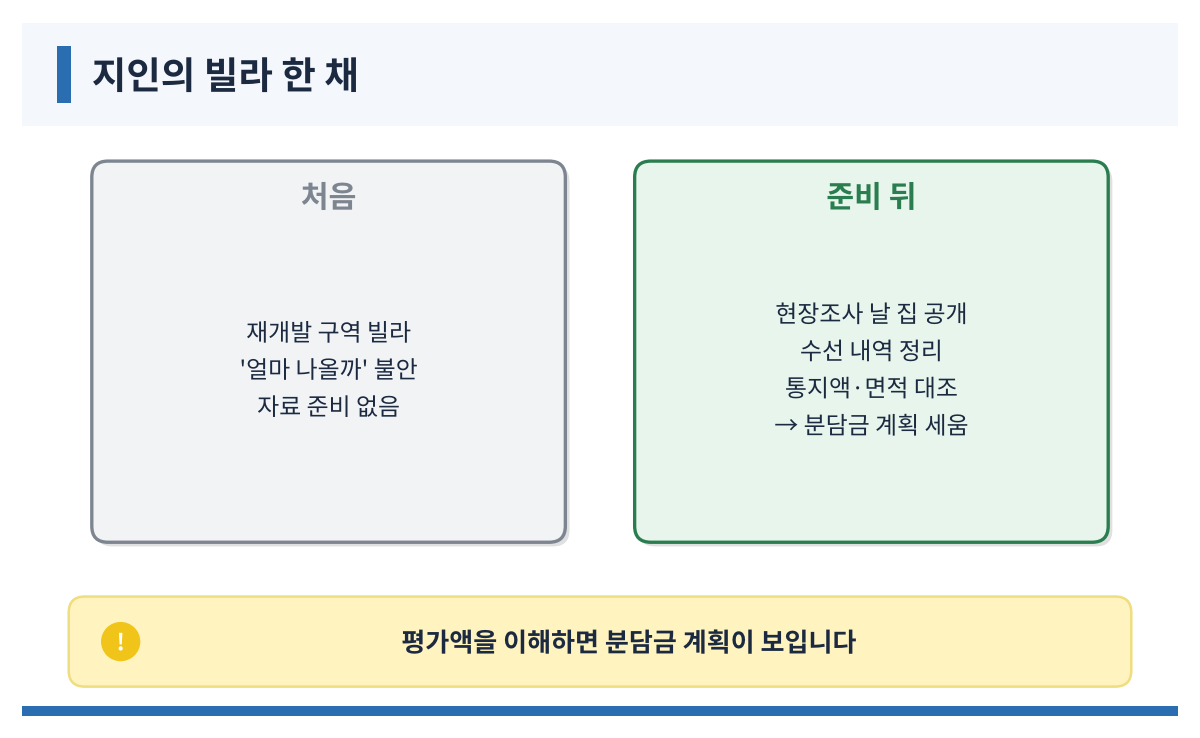 지인의 빌라 한 채
처음
재개발 구역 빌라
'얼마 나올까' 불안
자료 준비 없음
준비 뒤
현장조사 날 집 공개
수선 내역 정리
통지액·면적 대조
→ 분담금 계획 세움
!
평가액을 이해하면 분담금 계획이 보입니다